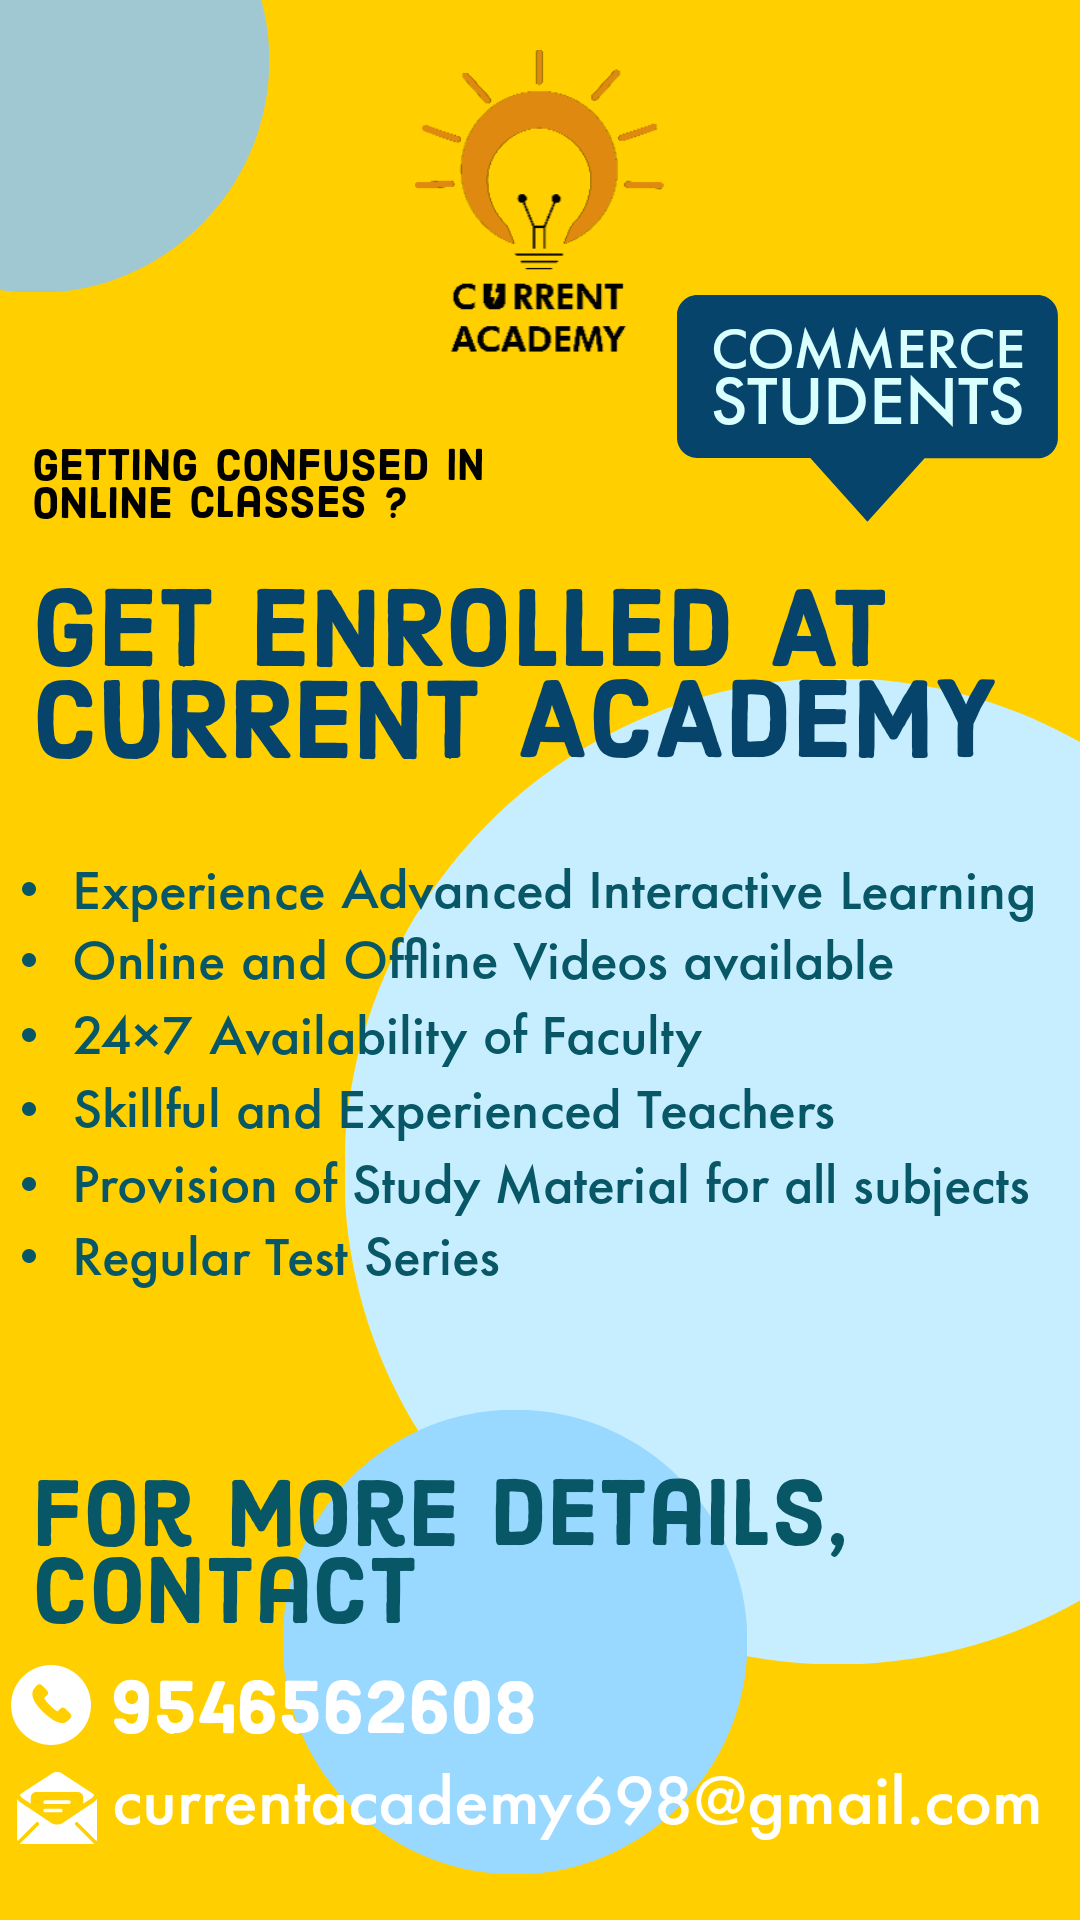 CURRENT
ACADEMY
COMMERCE
STUDENTS
GETTING CONFUSED IN
ONLINE CLASSES ?
GET ENROLLED AT
CURRENT ACADEMY
• Experience Advanced Interactive Learning
• Online and Offline Videos available
• 24×7 Availability of Faculty
• Skillful and Experienced Teachers
• Provision of Study Material for all subjects
• Regular Test Series
FOR MORE DETAILS,
CONTACT
9546562608
currentacademy698@gmail.com